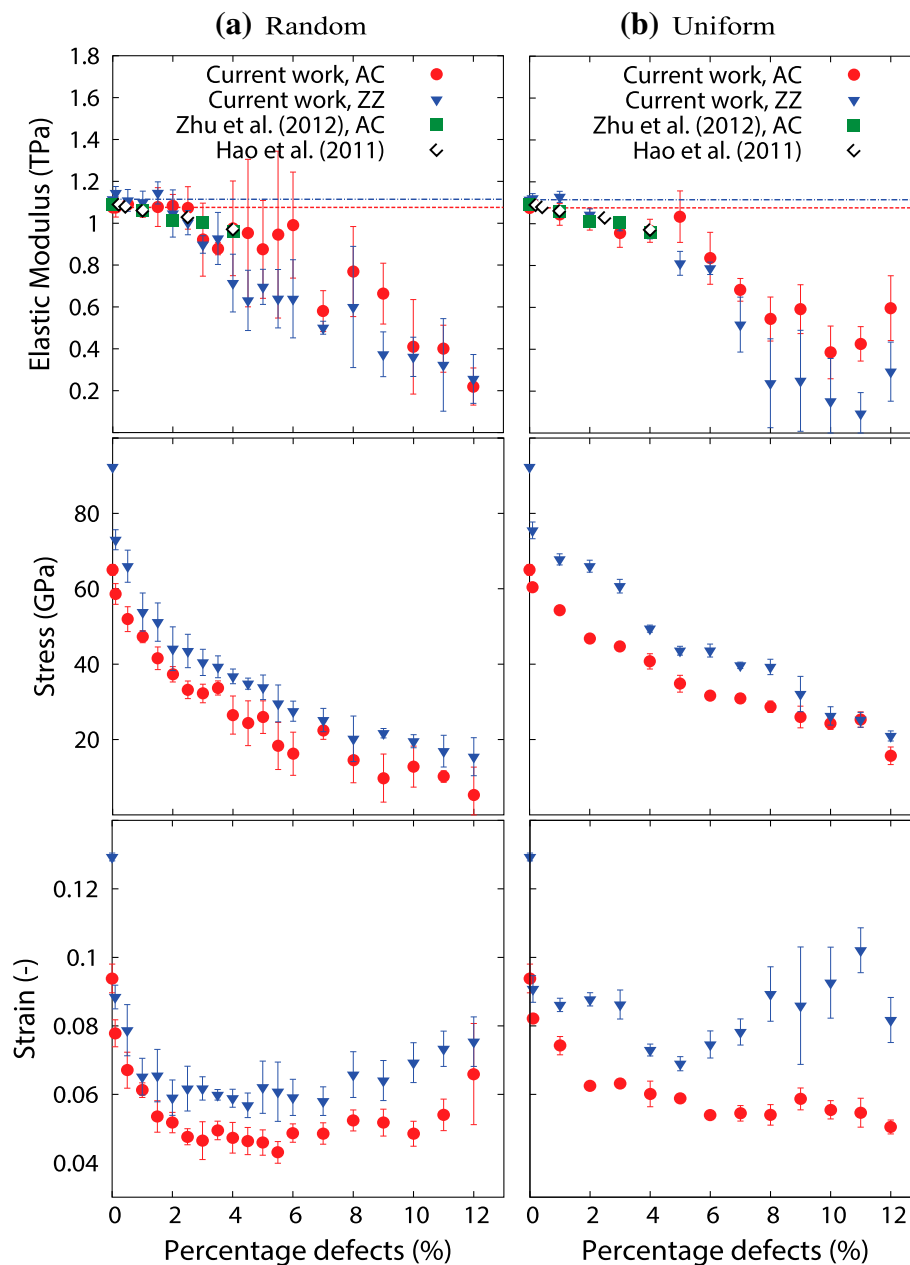 (a) Random
(b) Uniform
Elastic Modulus (TPa)
1.8
1.6
1.4
1.2
1
0.8
0.6
0.4
0.2
Current work, AC
Current work, ZZ
Zhu et al. (2012), AC
Hao et al. (2011)
Current work, AC
Current work, ZZ
Zhu et al. (2012), AC
Hao et al. (2011)
Stress (GPa)
80
60
40
20
Strain (-)
0.12
0.1
0.08
0.06
0.04
0 2 4 6 8 10 12
0 2 4 6 8 10 12
Percentage defects (%)
Percentage defects (%)